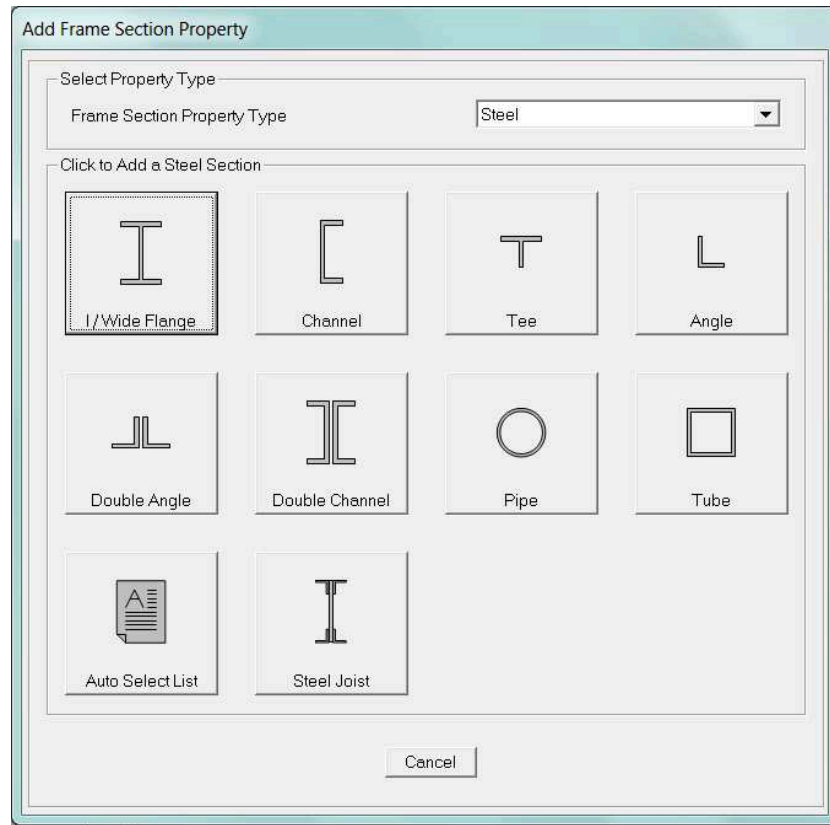 Add Frame Section Property
Select Property Type
Frame Section Property Type
Steel
Click to Add a Steel Section
I / Wide Flange
Channel
Tee
Angle
Double Angle
Double Channel
Pipe
Tube
A
Auto Select List
Steel Joist
Cancel